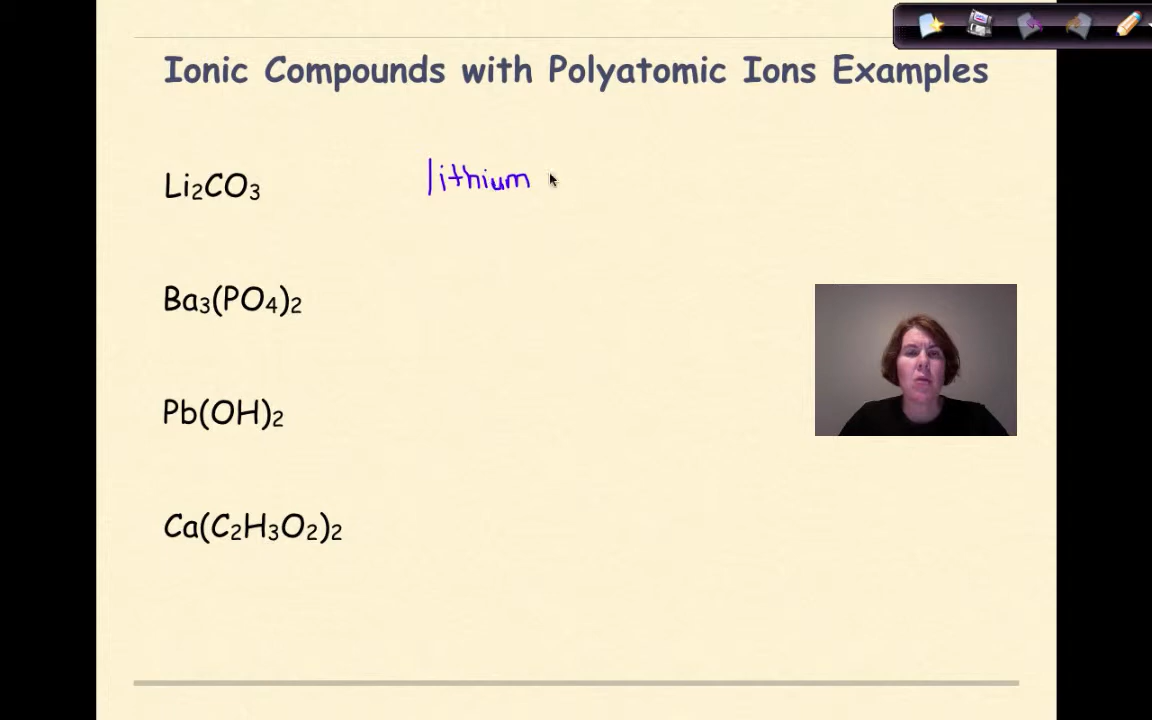 Ionic Compounds with Polyatomic Ions Examples
Li₂CO₃ lithium
Ba₃(PO₄)₂
Pb(OH)₂
Ca(C₂H₃O₂)₂